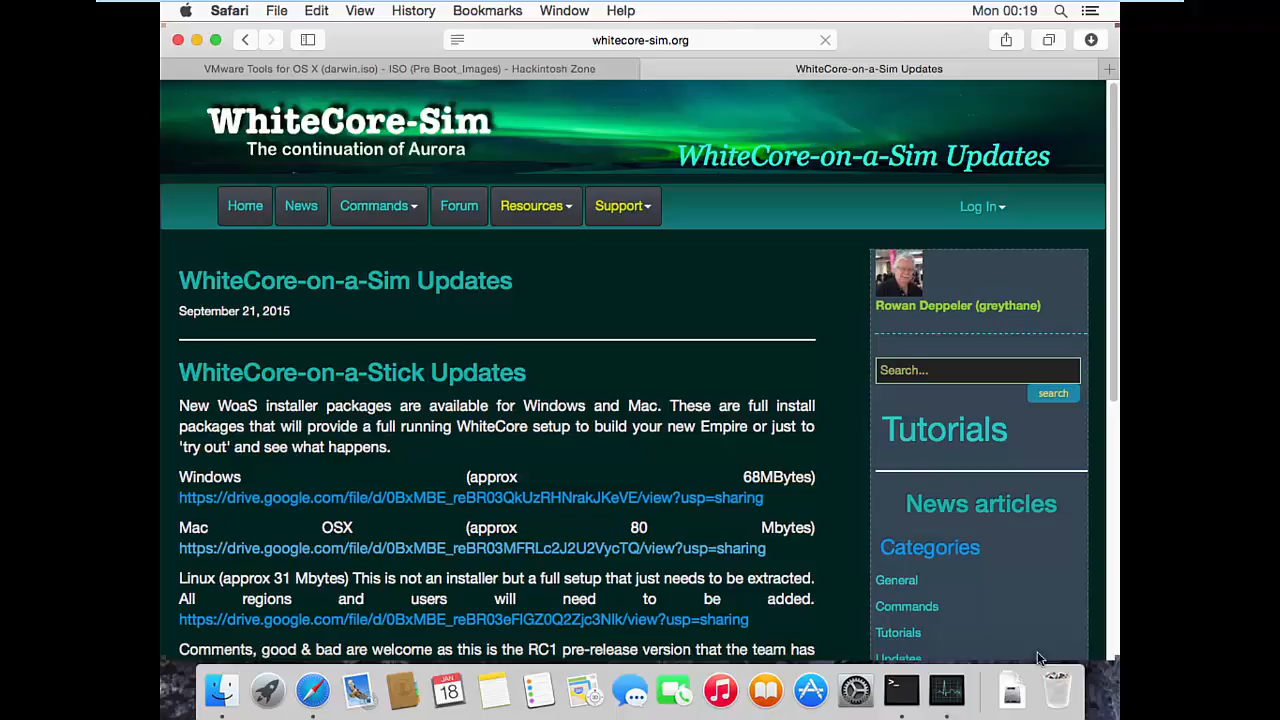 Safari File Edit View History Bookmarks Window Help Mon 00:19
whitecore-sim.org
VMware Tools for OS X (darwin.iso) - ISO (Pre Boot_Images) - Hackintosh Zone
WhiteCore-on-a-Sim Updates
WhiteCore-Sim
The continuation of Aurora
WhiteCore-on-a-Sim Updates
Home News Commands Forum Resources Support Log In
WhiteCore-on-a-Sim Updates
September 21, 2015
WhiteCore-on-a-Stick Updates
New WoaS installer packages are available for Windows and Mac. These are full install
packages that will provide a full running WhiteCore setup to build your new Empire or just to
'try out' and see what happens.
Windows (approx 68MBytes)
https://drive.google.com/file/d/0BxMBE_reBR03QkUzRHNrakJKeVE/view?usp=sharing
Mac OSX (approx 80 Mbytes)
https://drive.google.com/file/d/0BxMBE_reBR03MFRLc2J2U2VycTQ/view?usp=sharing
Linux (approx 31 Mbytes) This is not an installer but a full setup that just needs to be extracted.
All regions and users will need to be added.
https://drive.google.com/file/d/0BxMBE_reBR03eFlGZ0Q2Zjc3Nlk/view?usp=sharing
Comments, good & bad are welcome as this is the RC1 pre-release version that the team has
Rowan Deppeler (greythane)
Search...
search
Tutorials
News articles
Categories
General
Commands
Tutorials
Updates
JAN
18